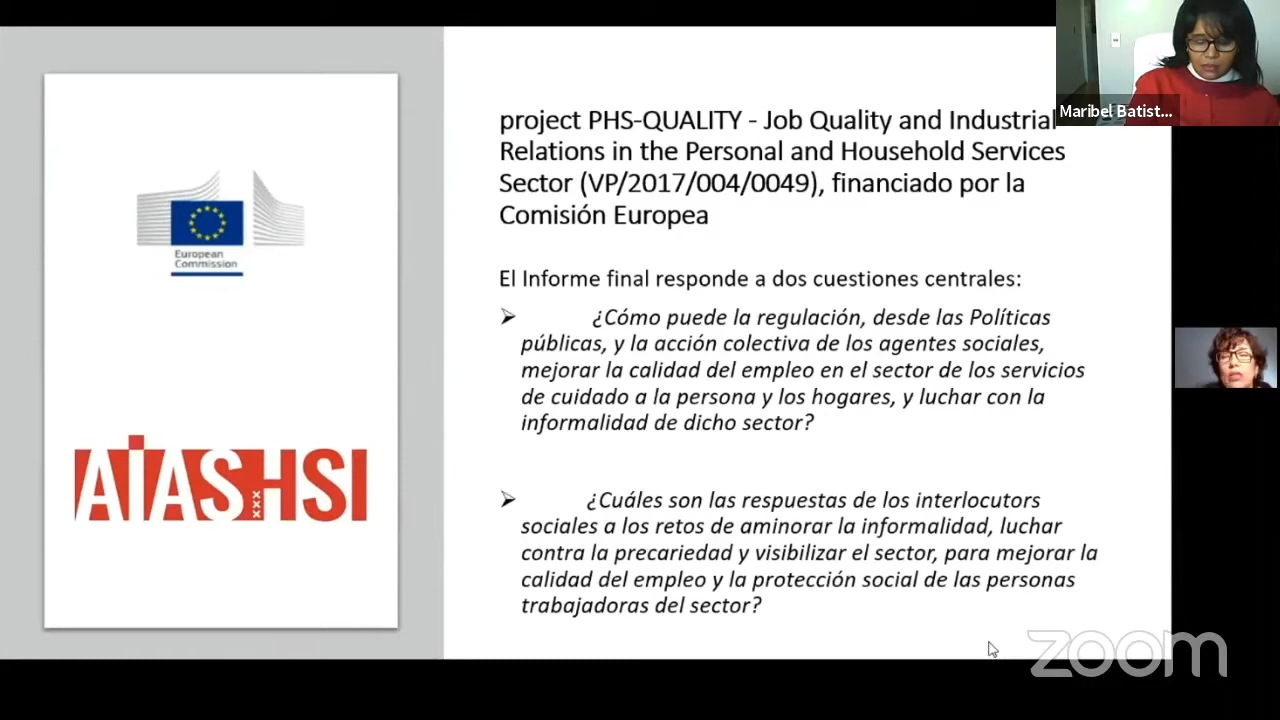 Maribel Batist...
project PHS-QUALITY - Job Quality and Industrial
Relations in the Personal and Household Services
Sector (VP/2017/004/0049), financiado por la
Comisión Europea
European
Commission
El Informe final responde a dos cuestiones centrales:
¿Cómo puede la regulación, desde las Políticas
públicas, y la acción colectiva de los agentes sociales,
mejorar la calidad del empleo en el sector de los servicios
de cuidado a la persona y los hogares, y luchar con la
informalidad de dicho sector?
AIAS HSI
¿Cuáles son las respuestas de los interlocutors
sociales a los retos de aminorar la informalidad, luchar
contra la precariedad y visibilizar el sector, para mejorar la
calidad del empleo y la protección social de las personas
trabajadoras del sector?
zoom